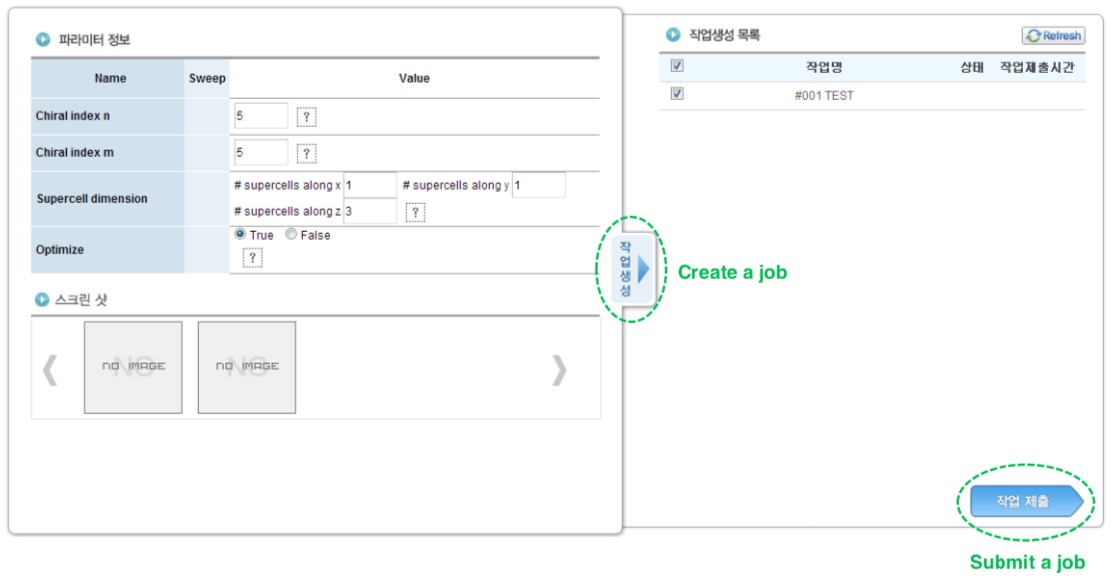 파라미터 정보
Name Sweep Value
Chiral index n 5 ?
Chiral index m 5 ?
Supercell dimension # supercells along x 1 # supercells along y 1
# supercells along z 3 ?
Optimize True False
?
스크린 샷
NO IMAGE NO IMAGE
작업생성
Create a job
작업생성 목록 Refresh
작업명 상태 작업제출시간
#001 TEST
작업 제출
Submit a job